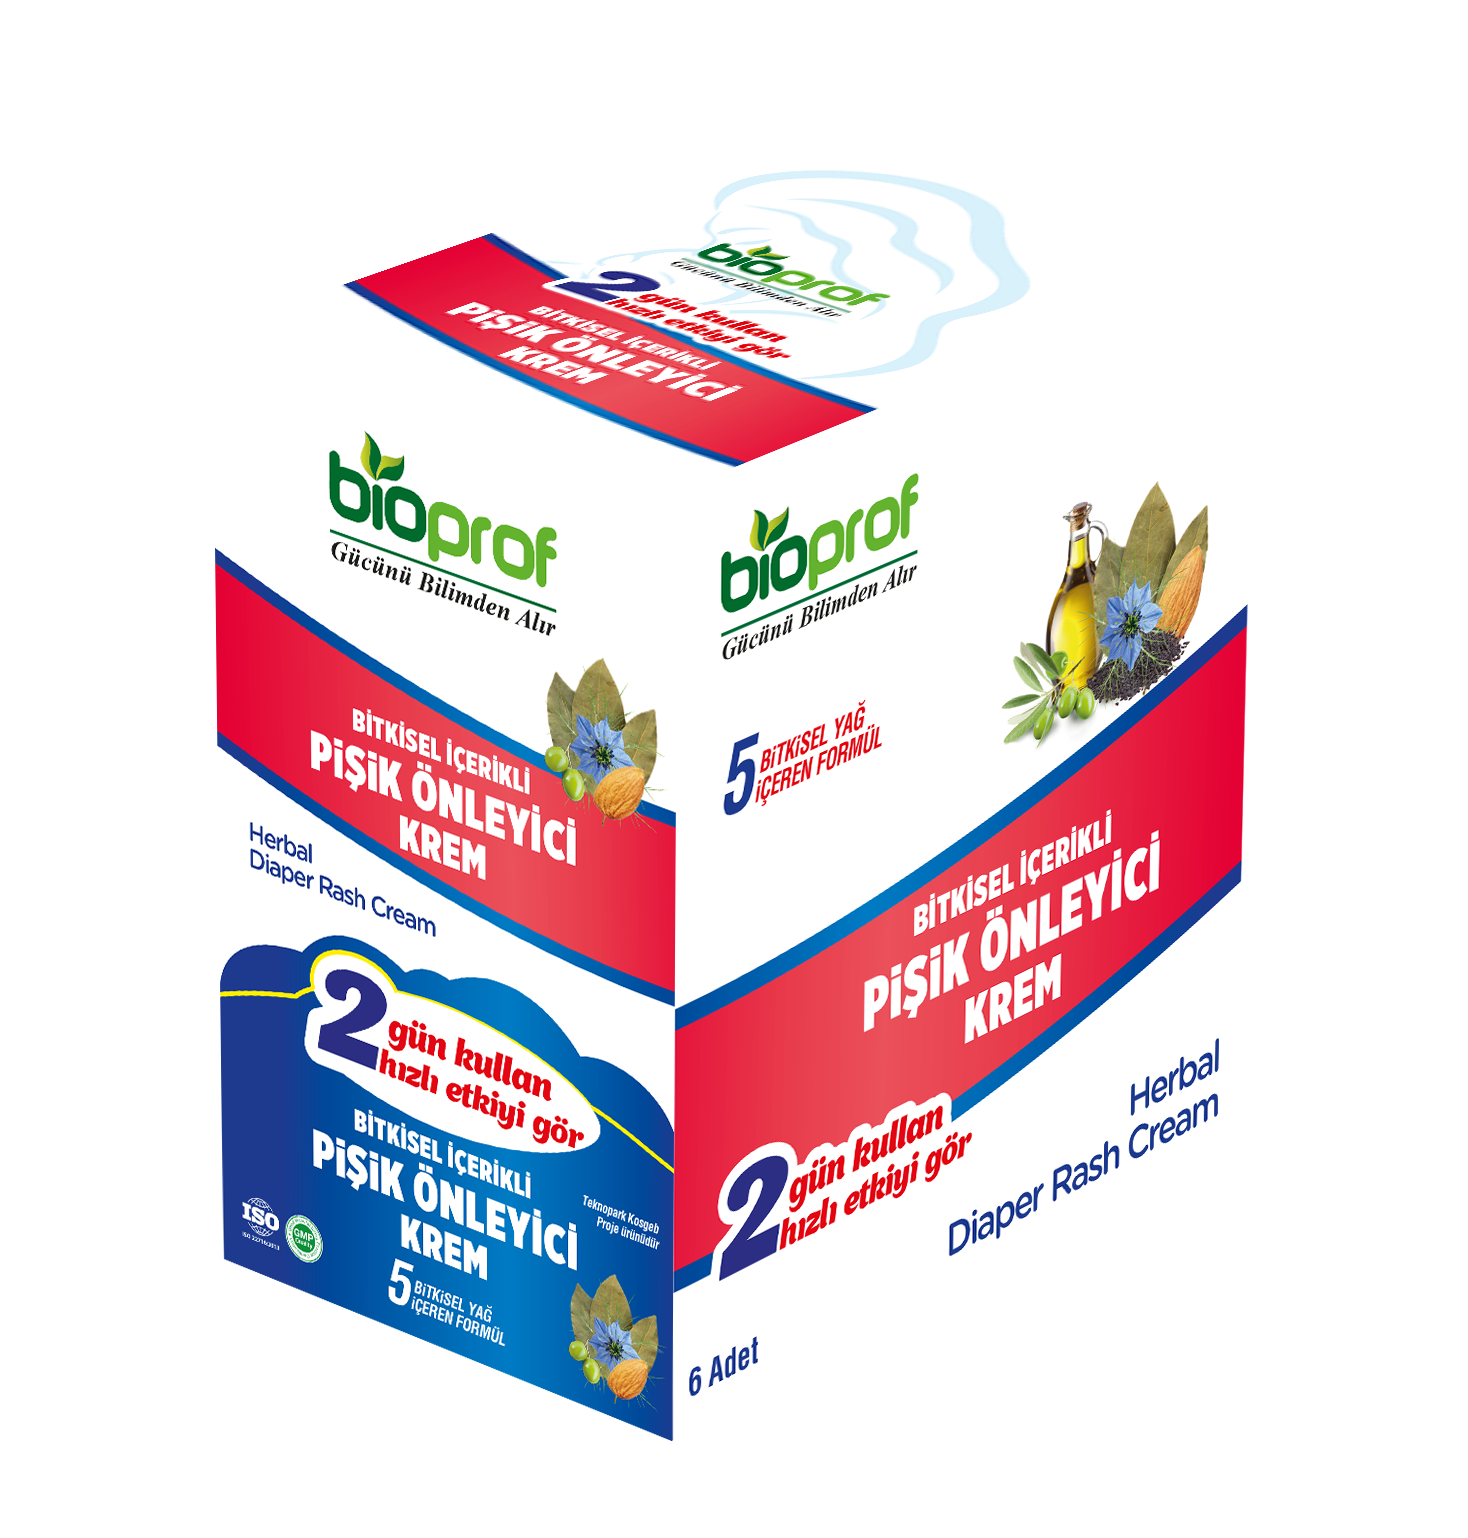 bioprof
Gücünü Bilimden Alır
2 gün kullan
hızlı etkiyi gör
BİTKİSEL İÇERİKLİ
PİŞİK ÖNLEYİCİ
KREM
bioprof
Gücünü Bilimden Alır
BİTKİSEL İÇERİKLİ
PİŞİK ÖNLEYİCİ
KREM
Herbal
Diaper Rash Cream
2 gün kullan
hızlı etkiyi gör
BİTKİSEL İÇERİKLİ
PİŞİK ÖNLEYİCİ
KREM
5 BİTKİSEL YAĞ
İÇEREN FORMÜL
Teknopark Kosgeb
Proje ürünüdür
ISO
GMP
Quality
bioprof
Gücünü Bilimden Alır
5 BİTKİSEL YAĞ
İÇEREN FORMÜL
BİTKİSEL İÇERİKLİ
PİŞİK ÖNLEYİCİ
KREM
Herbal
Diaper Rash Cream
2 gün kullan
hızlı etkiyi gör
6 Adet